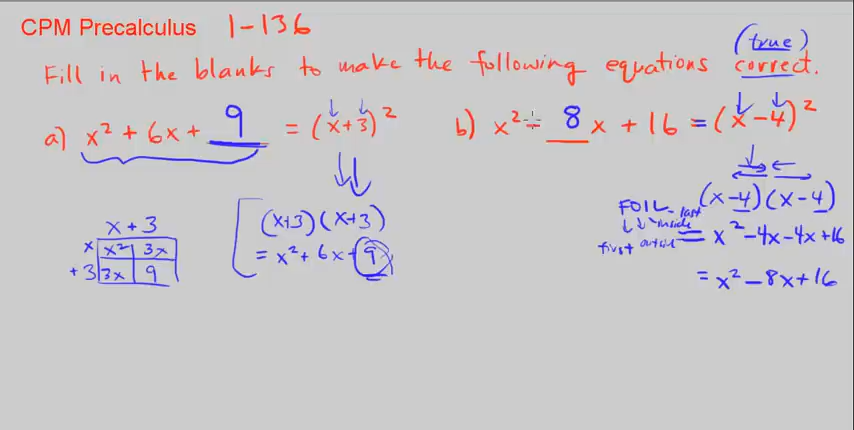 CPM Precalculus 1-136
(true)
Fill in the blanks to make the following equations correct.
a) x² + 6x + 9 = (x+3)²
b) x² - 8x + 16 = (x-4)²
x + 3
x x² 3x
+3 3x 9
(x+3)(x+3)
= x² + 6x + 9
(x-4)(x-4)
FOIL last
inside
first outside
= x² -4x -4x +16
= x² -8x +16